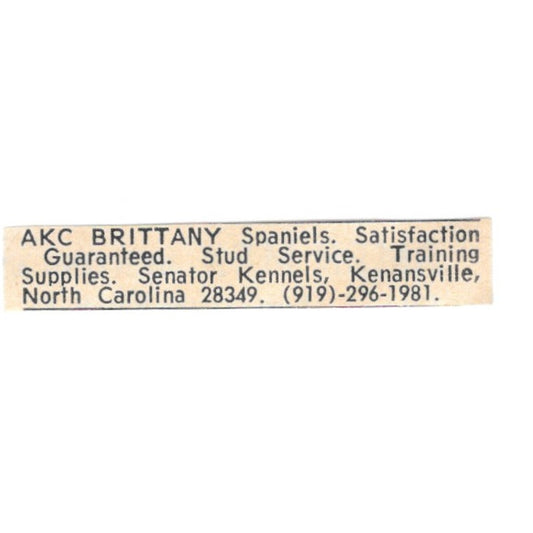 AKC BRITTANY Spaniels. Satisfaction
Guaranteed. Stud Service. Training
Supplies. Senator Kennels, Kenansville,
North Carolina 28349. (919)-296-1981.